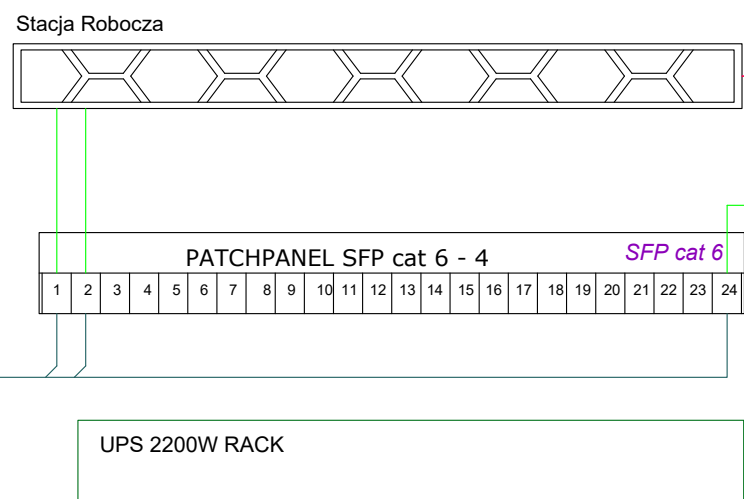 Stacja Robocza
PATCHPANEL SFP cat 6 - 4
SFP cat 6
1 2 3 4 5 6 7 8 9 10 11 12 13 14 15 16 17 18 19 20 21 22 23 24
UPS 2200W RACK